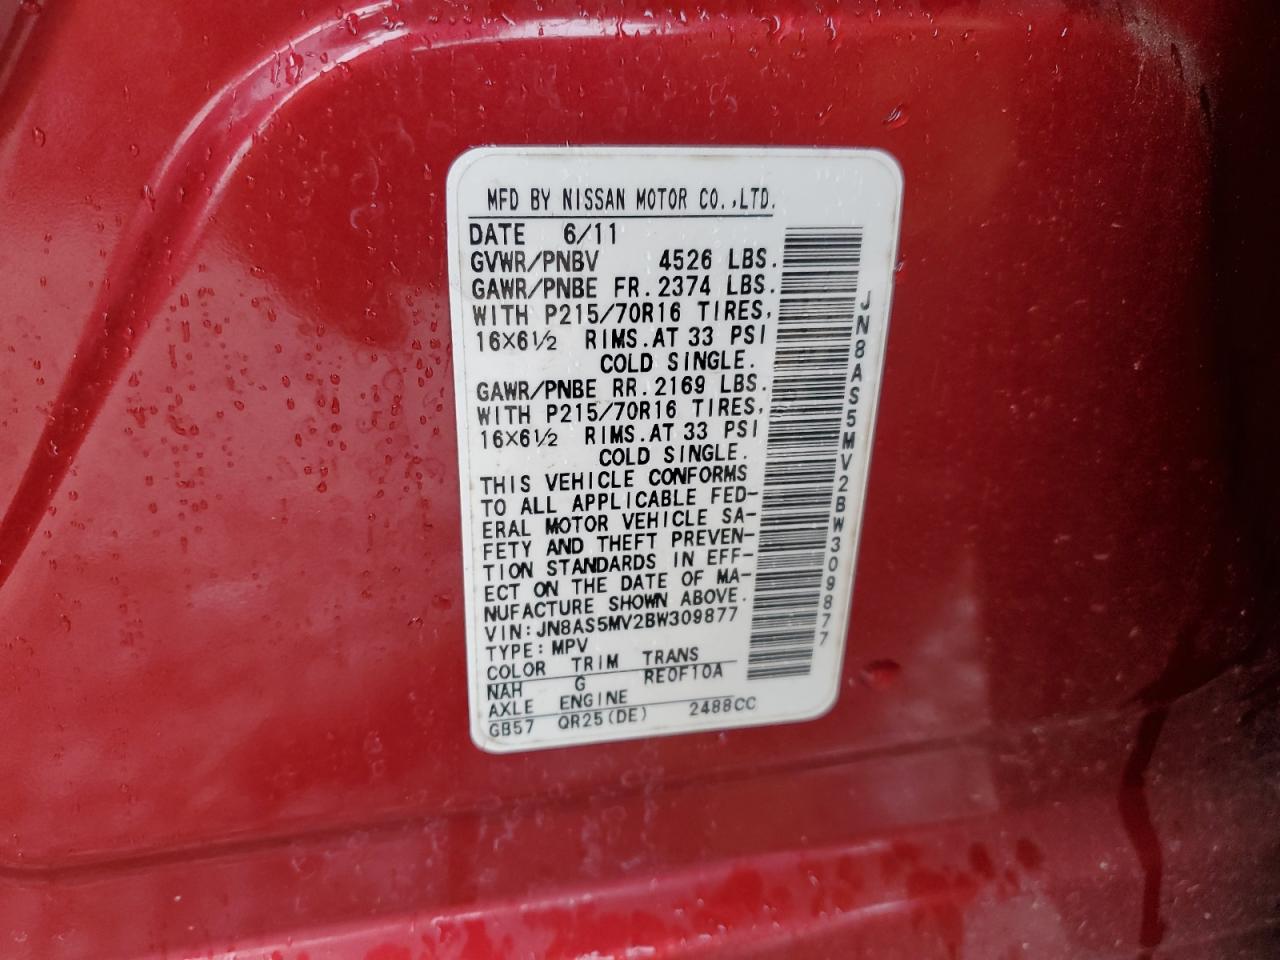 MFD BY NISSAN MOTOR CO.,LTD.
DATE 6/11
GVWR/PNBV 4526 LBS.
GAWR/PNBE FR.2374 LBS.
WITH P215/70R16 TIRES,
16×6½ RIMS.AT 33 PSI
COLD SINGLE.
GAWR/PNBE RR.2169 LBS.
WITH P215/70R16 TIRES,
16×6½ RIMS.AT 33 PSI
COLD SINGLE.
THIS VEHICLE CONFORMS
TO ALL APPLICABLE FED-
ERAL MOTOR VEHICLE SA-
FETY AND THEFT PREVEN-
TION STANDARDS IN EFF-
ECT ON THE DATE OF MA-
NUFACTURE SHOWN ABOVE.
VIN:JN8AS5MV2BW309877
TYPE:MPV
COLOR TRIM TRANS
NAH G RE0F10A
AXLE ENGINE
GB57 QR25(DE) 2488CC
JN8AS5MV2BW309877